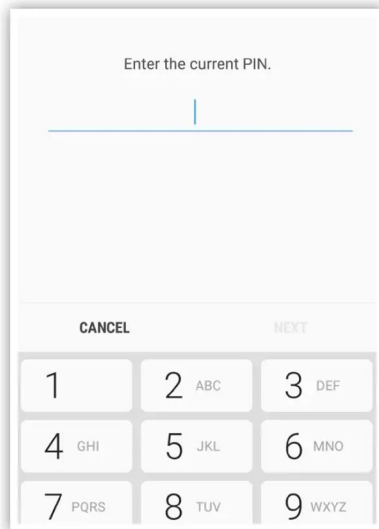 Enter the current PIN.
CANCEL NEXT
1 2 ABC 3 DEF
4 GHI 5 JKL 6 MNO
7 PQRS 8 TUV 9 WXYZ